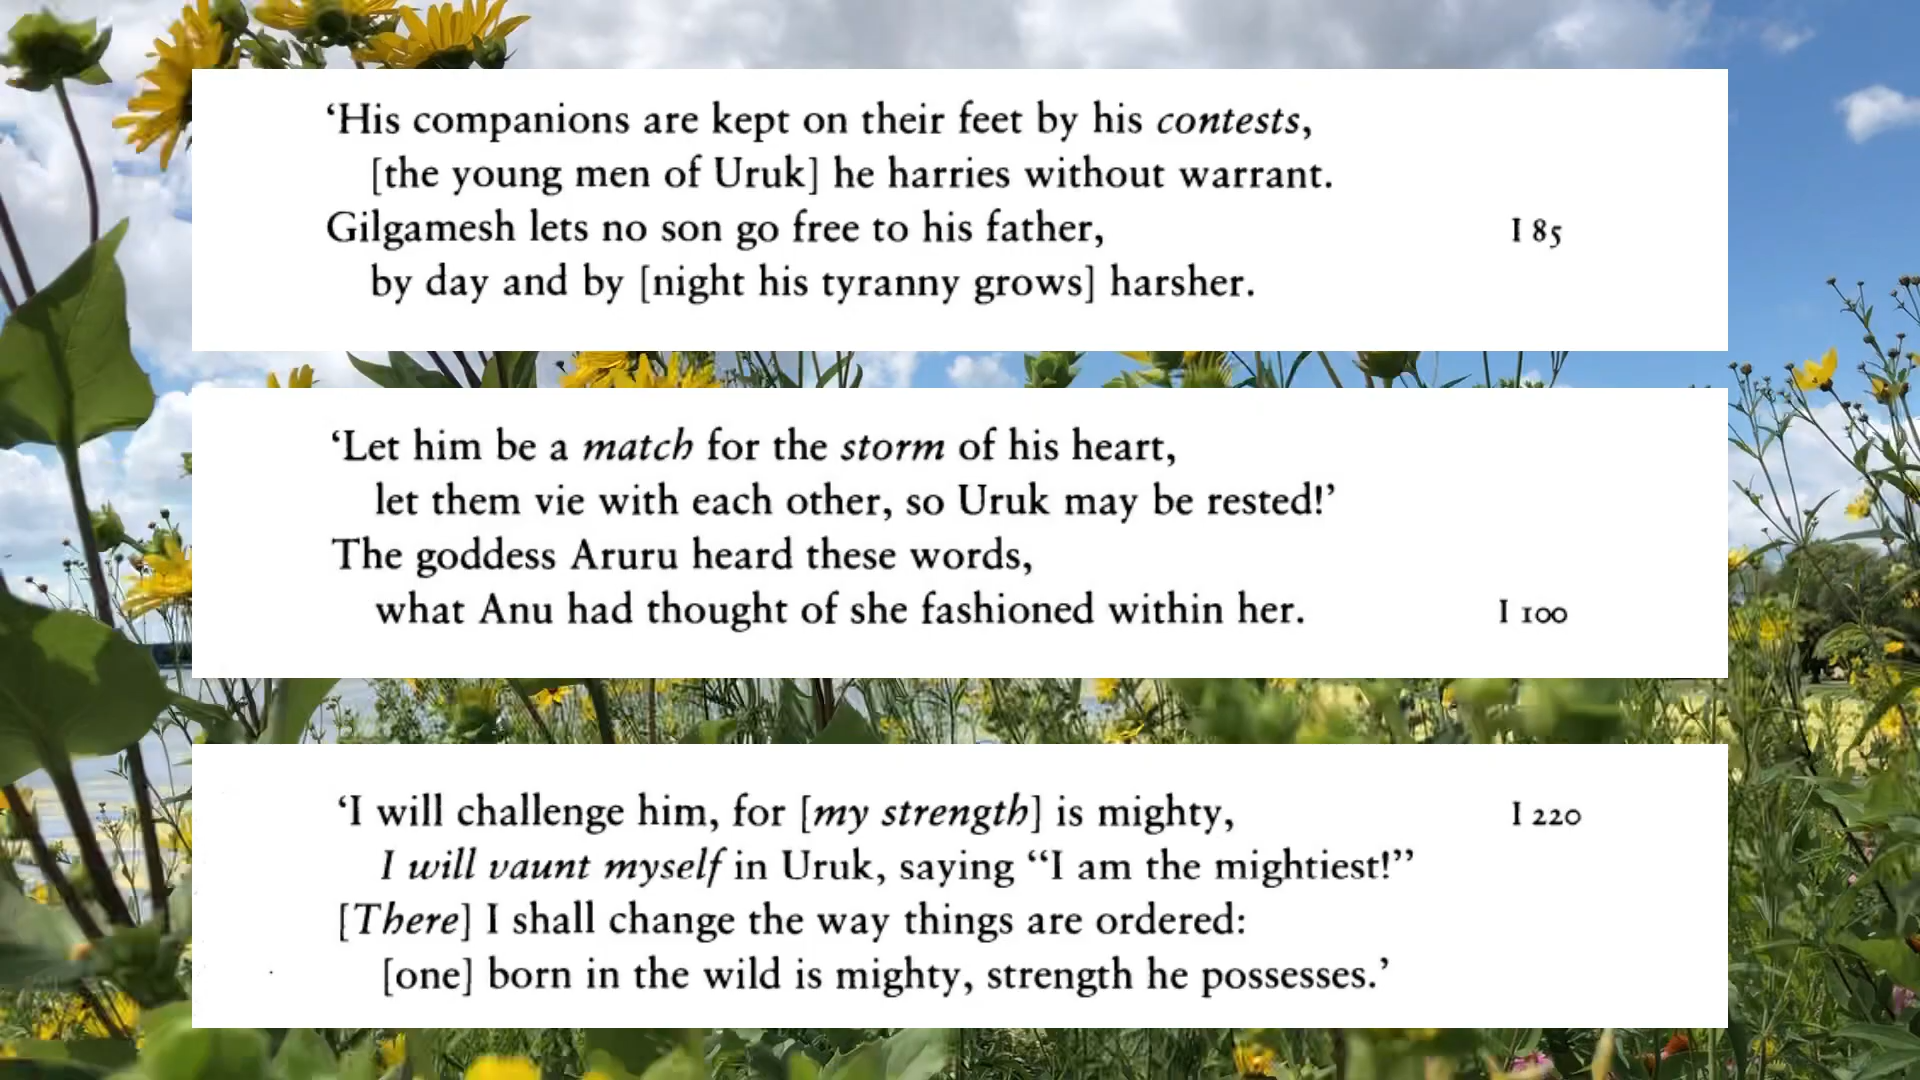 ‘His companions are kept on their feet by his contests,
[the young men of Uruk] he harries without warrant.
Gilgamesh lets no son go free to his father, I 85
by day and by [night his tyranny grows] harsher.
‘Let him be a match for the storm of his heart,
let them vie with each other, so Uruk may be rested!’
The goddess Aruru heard these words,
what Anu had thought of she fashioned within her. I 100
‘I will challenge him, for [my strength] is mighty, I 220
I will vaunt myself in Uruk, saying “I am the mightiest!”
[There] I shall change the way things are ordered:
[one] born in the wild is mighty, strength he possesses.’